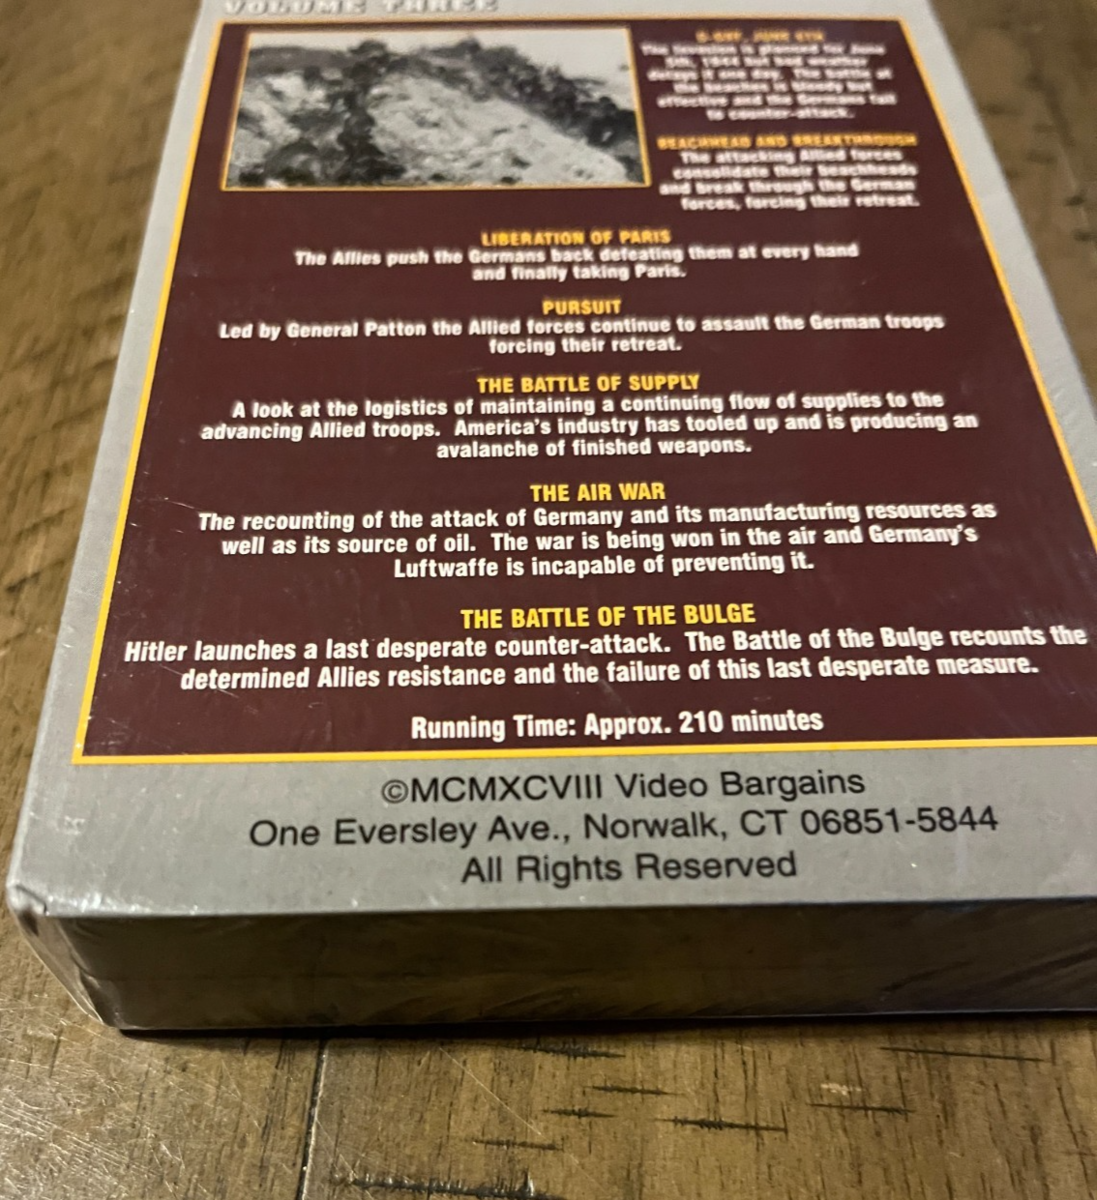 VOLUME THREE
D-DAY, JUNE 6TH
The invasion is planned for June
5th, 1944 but bad weather
delays it one day. The battle at
the beaches is bloody but
effective and the Germans fail
to counter-attack.
BEACHHEAD AND BREAKTHROUGH
The attacking Allied forces
consolidate their beachheads
and break through the German
forces, forcing their retreat.
LIBERATION OF PARIS
The Allies push the Germans back defeating them at every hand
and finally taking Paris.
PURSUIT
Led by General Patton the Allied forces continue to assault the German troops
forcing their retreat.
THE BATTLE OF SUPPLY
A look at the logistics of maintaining a continuing flow of supplies to the
advancing Allied troops. America's industry has tooled up and is producing an
avalanche of finished weapons.
THE AIR WAR
The recounting of the attack of Germany and its manufacturing resources as
well as its source of oil. The war is being won in the air and Germany's
Luftwaffe is incapable of preventing it.
THE BATTLE OF THE BULGE
Hitler launches a last desperate counter-attack. The Battle of the Bulge recounts the
determined Allies resistance and the failure of this last desperate measure.
Running Time: Approx. 210 minutes
©MCMXCVIII Video Bargains
One Eversley Ave., Norwalk, CT 06851-5844
All Rights Reserved